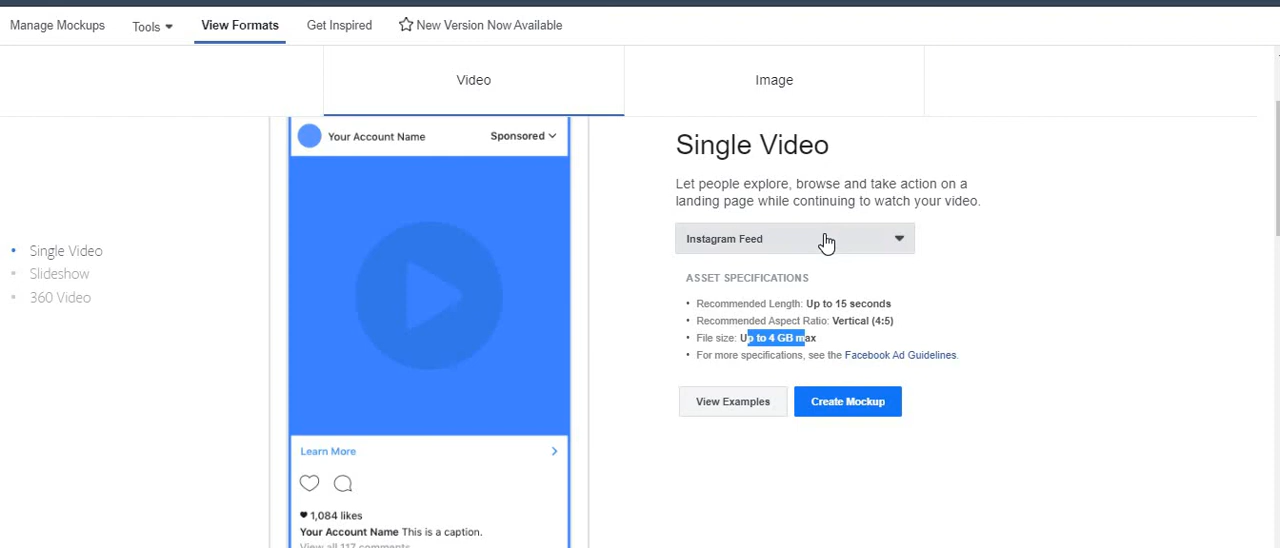 Manage Mockups
Tools
View Formats
Get Inspired
New Version Now Available
Video
Image
Single Video
Slideshow
360 Video
Your Account Name
Sponsored
Learn More
1,084 likes
Your Account Name This is a caption.
View all 117 comments
Single Video
Let people explore, browse and take action on a
landing page while continuing to watch your video.
Instagram Feed
ASSET SPECIFICATIONS
• Recommended Length: Up to 15 seconds
• Recommended Aspect Ratio: Vertical (4:5)
• File size: Up to 4 GB max
• For more specifications, see the Facebook Ad Guidelines.
View Examples
Create Mockup